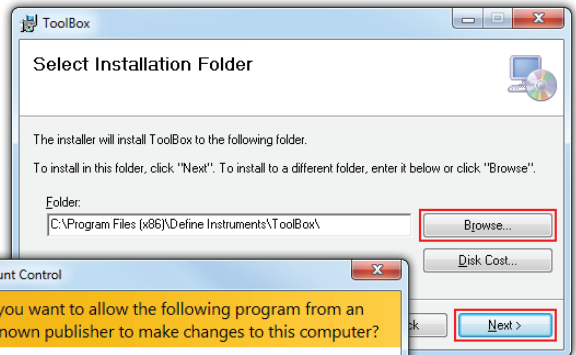 ToolBox
Select Installation Folder
The installer will install ToolBox to the following folder.
To install in this folder, click "Next". To install to a different folder, enter it below or click "Browse".
Folder:
C:\Program Files (x86)\Define Instruments\ToolBox\
Browse...
Disk Cost...
unt Control
you want to allow the following program from an
nown publisher to make changes to this computer?
ck
Next >